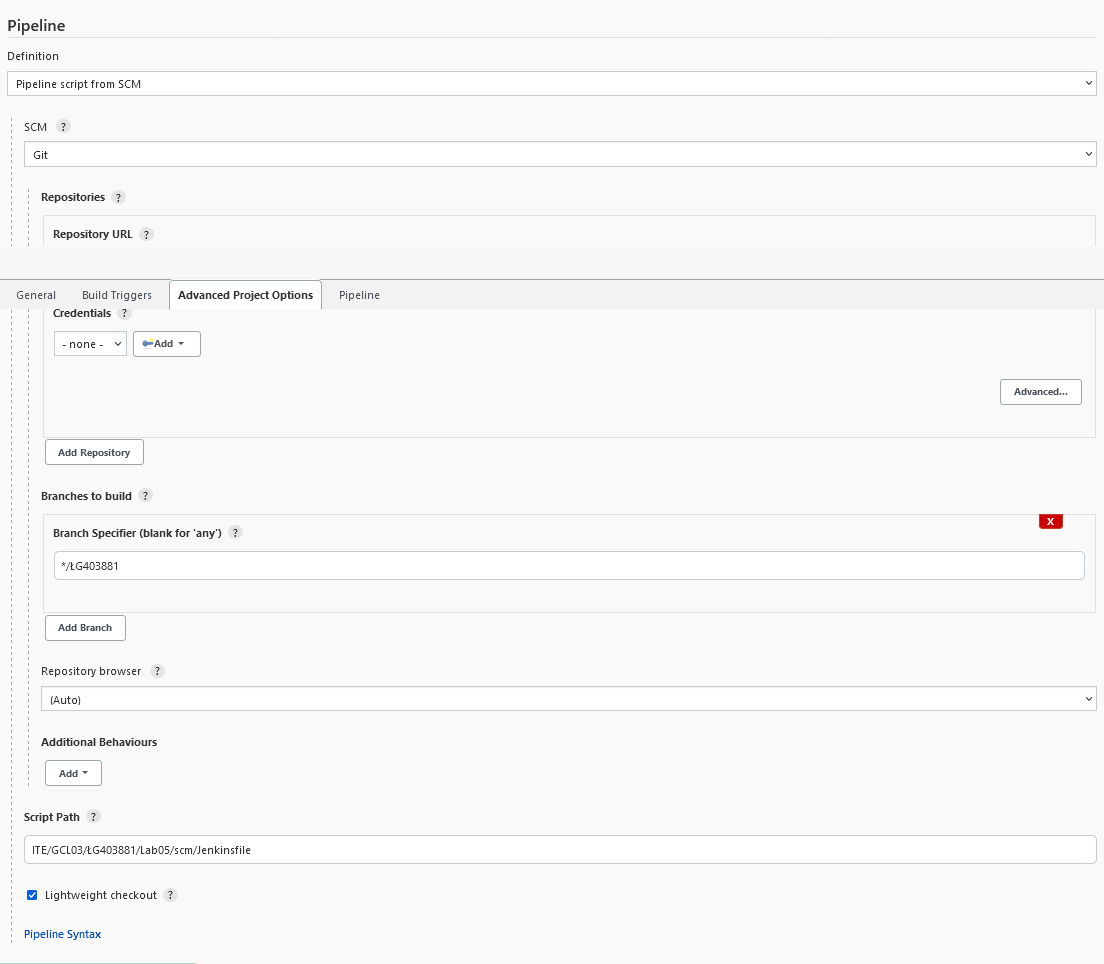 Pipeline
Definition
Pipeline script from SCM
SCM ?
Git
Repositories ?
Repository URL ?
General Build Triggers Advanced Project Options Pipeline
Credentials ?
- none - Add
Advanced...
Add Repository
Branches to build ?
X
Branch Specifier (blank for 'any') ?
*/ŁG403881
Add Branch
Repository browser ?
(Auto)
Additional Behaviours
Add
Script Path ?
ITE/GCL03/ŁG403881/Lab05/scm/Jenkinsfile
Lightweight checkout ?
Pipeline Syntax